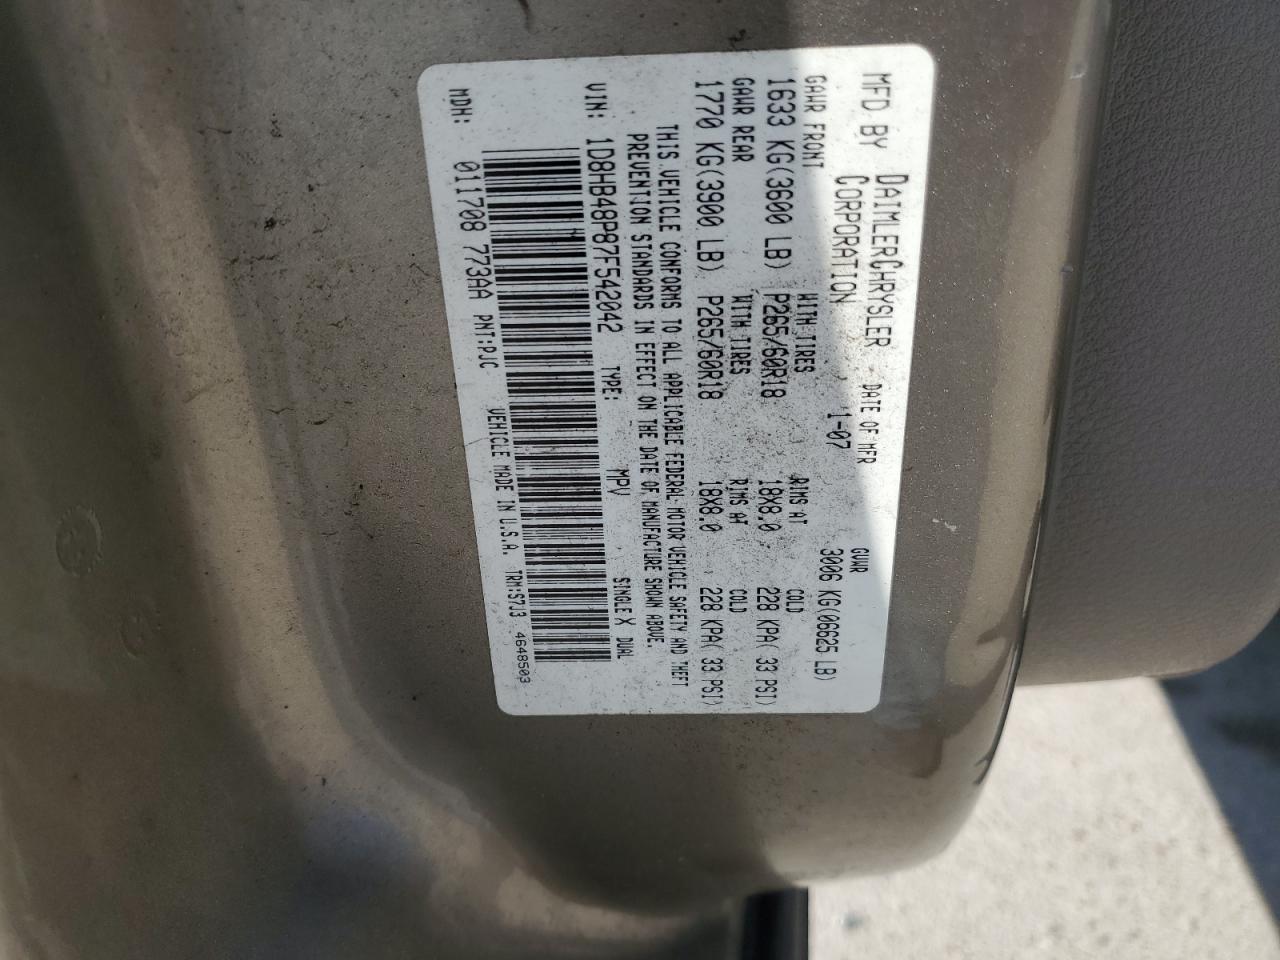 MFD BY DAIMLERCHRYSLER CORPORATION
DATE OF MFR 1-07
GVWR 3006 KG(06625 LB)
GAWR FRONT WITH TIRES RIMS AT COLD
1633 KG(3600 LB) P265/60R18 18X8.0 228 KPA( 33 PSI)
GAWR REAR WITH TIRES RIMS AT COLD
1770 KG(3900 LB) P265/60R18 18X8.0 228 KPA( 33 PSI)
THIS VEHICLE CONFORMS TO ALL APPLICABLE FEDERAL MOTOR VEHICLE SAFETY AND THEFT
PREVENTION STANDARDS IN EFFECT ON THE DATE OF MANUFACTURE SHOWN ABOVE.
VIN: 1D8HB48P87F542042 TYPE: MPV SINGLE X DUAL
MDH: 011708 773AA PNT:PJC VEHICLE MADE IN U.S.A. TRM:S7J3 4648503